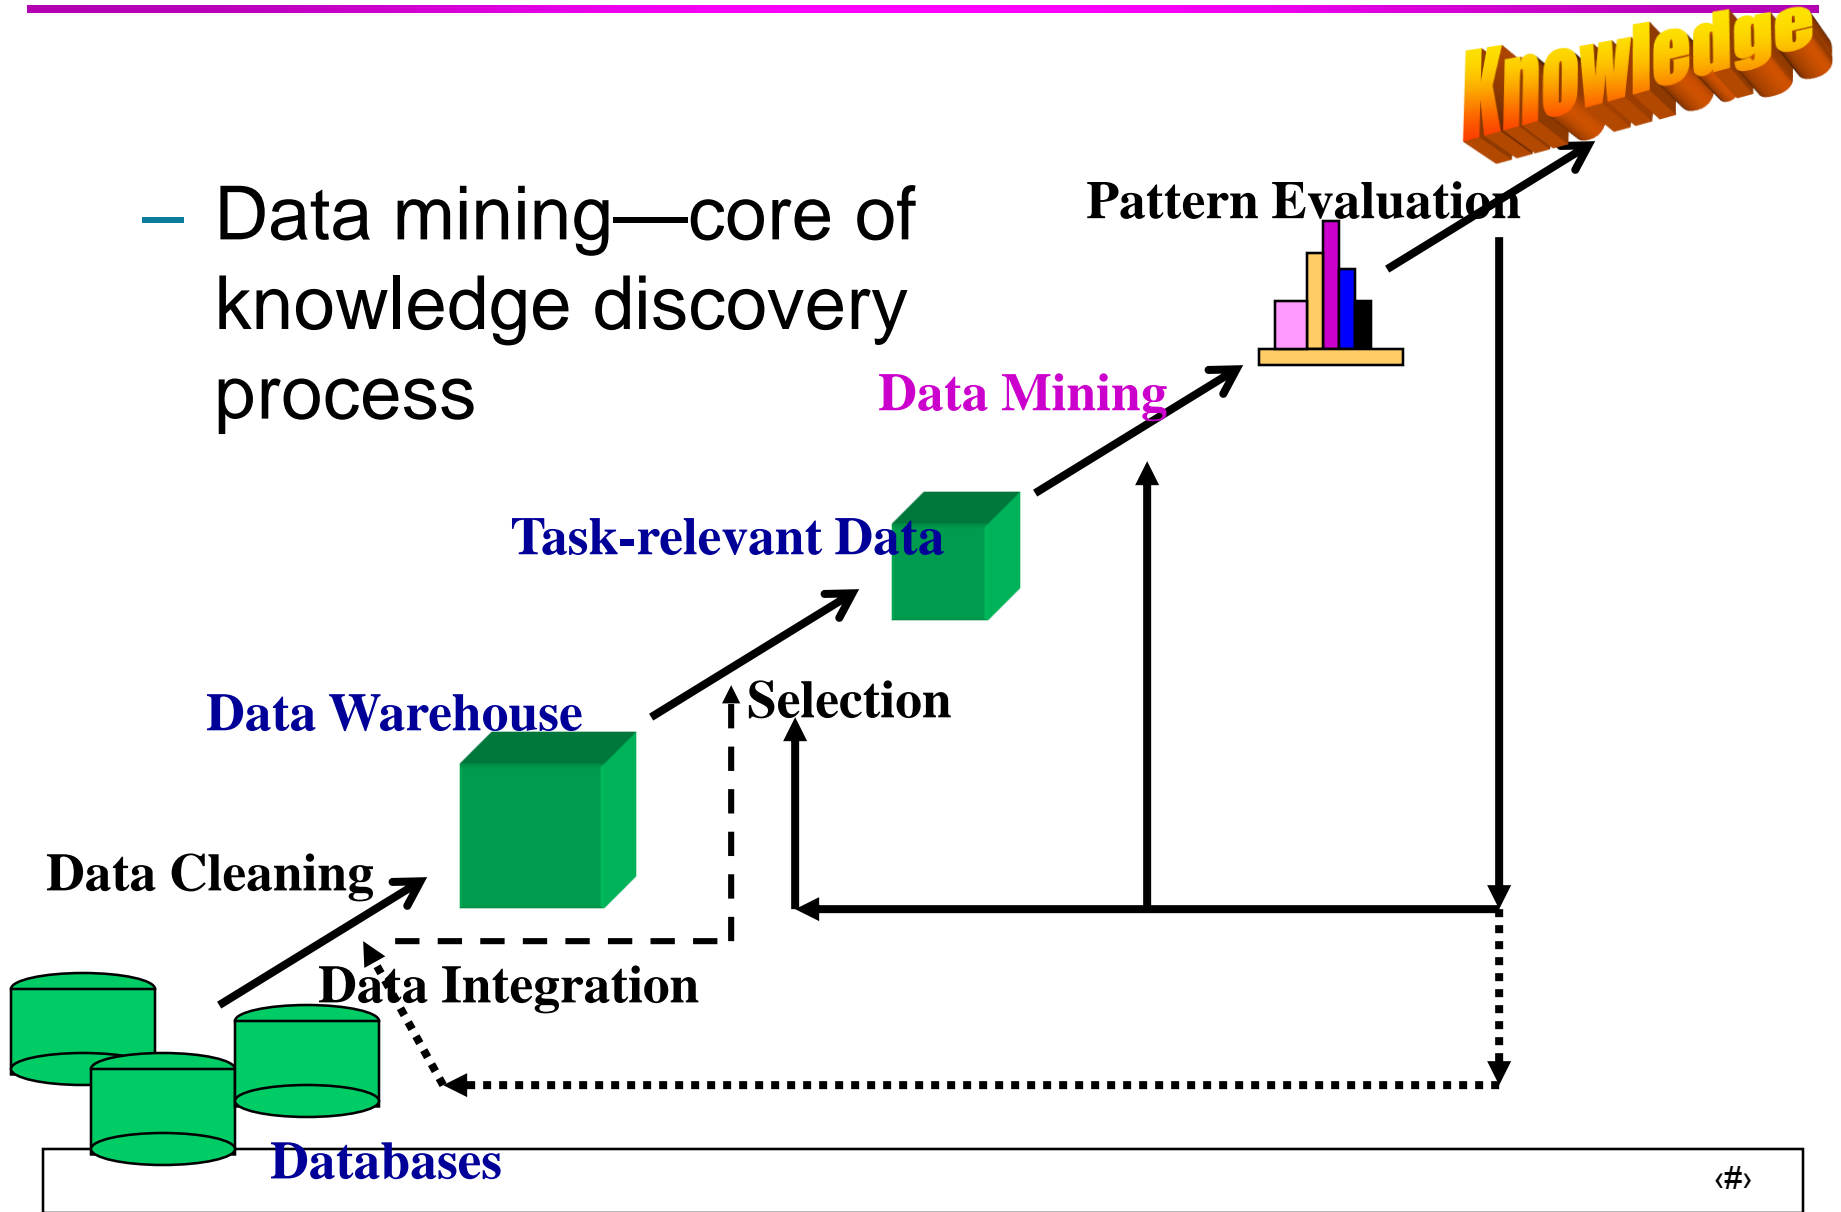 Knowledge
– Data mining—core of
knowledge discovery
process
Pattern Evaluation
Data Mining
Task-relevant Data
Selection
Data Warehouse
Data Cleaning
Data Integration
Databases
‹#›